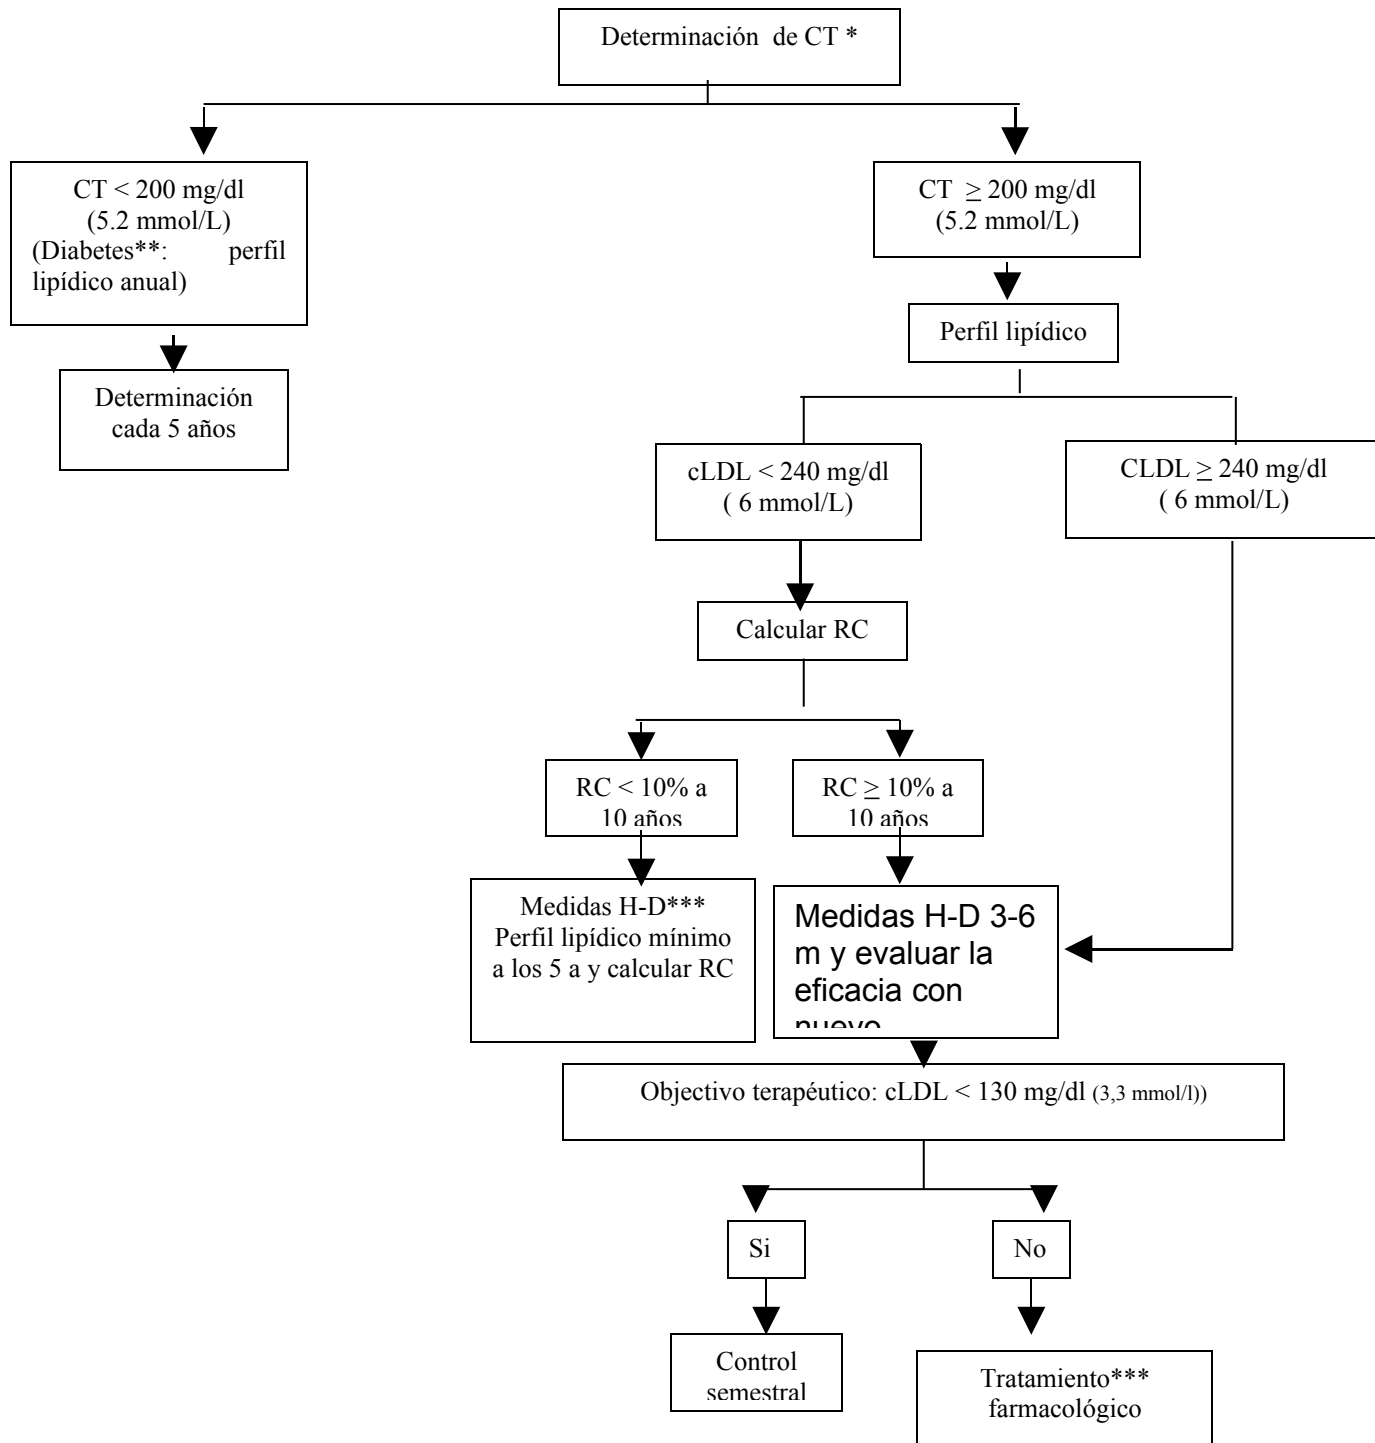 Determinación de CT *
CT < 200 mg/dl
(5.2 mmol/L)
(Diabetes**: perfil
lipídico anual)
CT ≥ 200 mg/dl
(5.2 mmol/L)
Perfil lipídico
Determinación
cada 5 años
cLDL < 240 mg/dl
( 6 mmol/L)
CLDL ≥ 240 mg/dl
( 6 mmol/L)
Calcular RC
RC < 10% a
10 años
RC ≥ 10% a
10 años
Medidas H-D***
Perfil lipídico mínimo
a los 5 a y calcular RC
Medidas H-D 3-6
m y evaluar la
eficacia con
nuevo
Objectivo terapéutico: cLDL < 130 mg/dl (3,3 mmol/l))
Si
No
Control
semestral
Tratamiento***
farmacológico